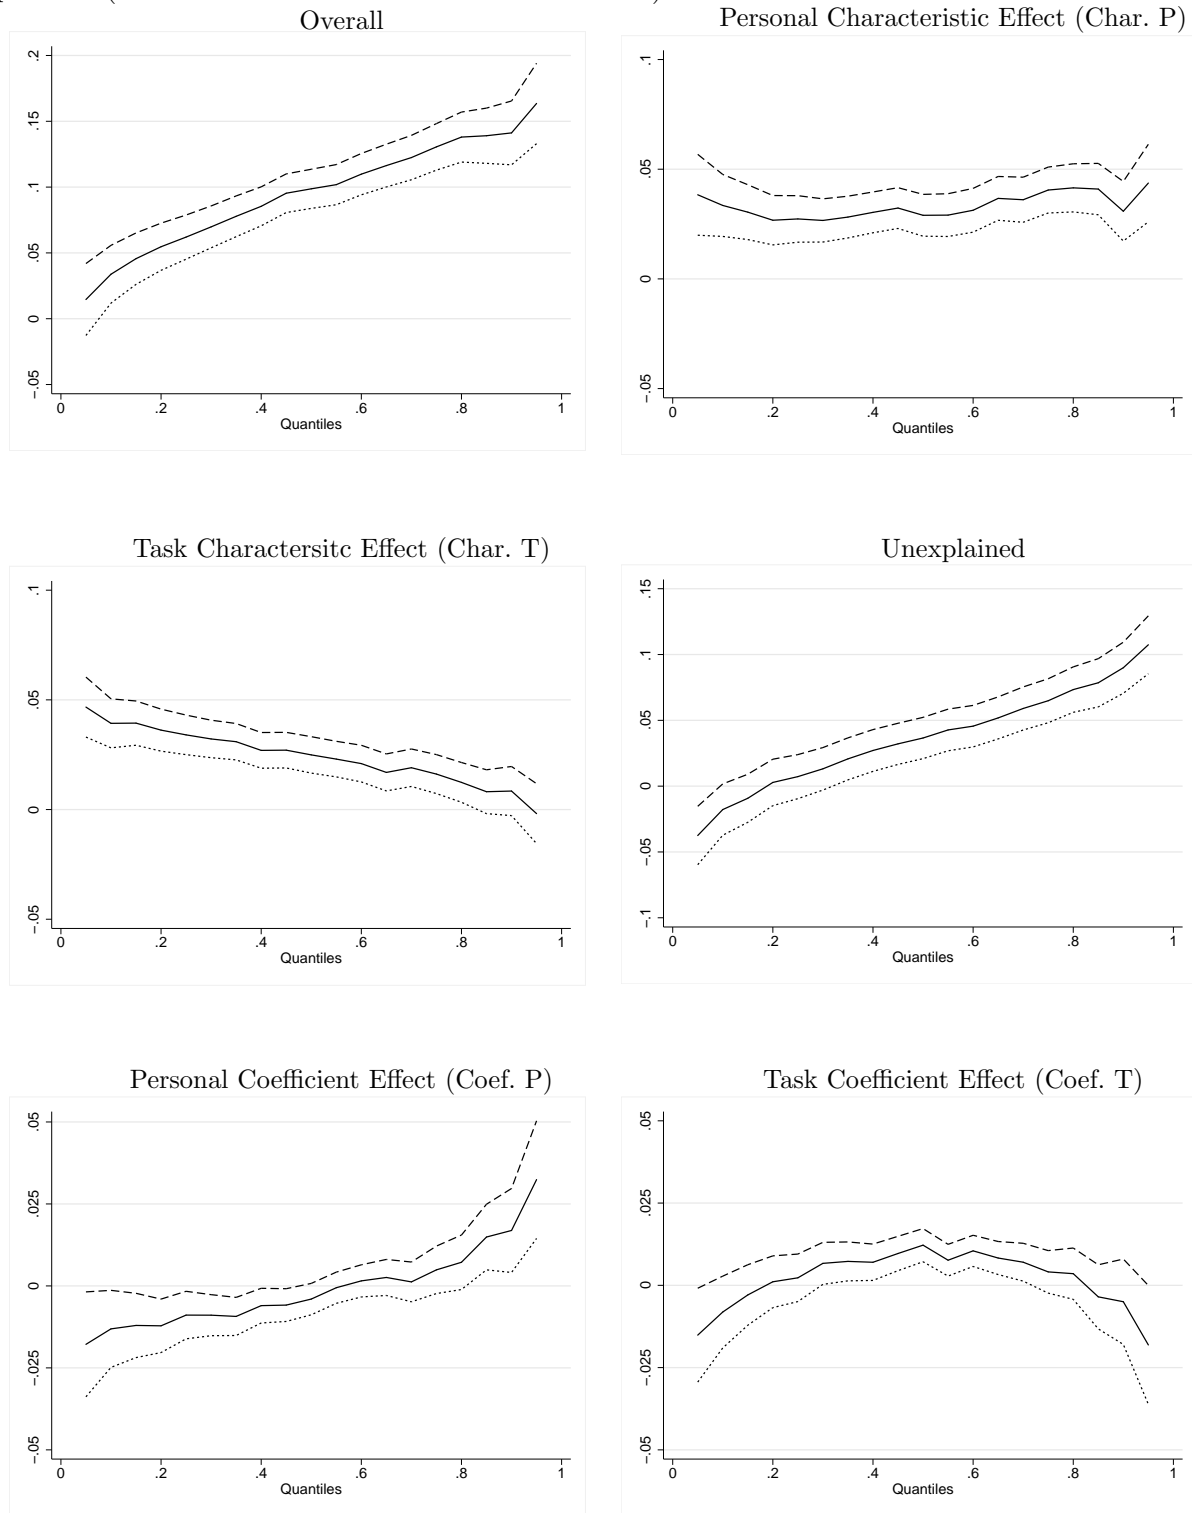 Overall
.2
.15
.1
.05
0
-.05
0 .2 .4 .6 .8 1
Quantiles
Personal Characteristic Effect (Char. P)
.1
.05
0
-.05
0 .2 .4 .6 .8 1
Quantiles
Task Charactersitc Effect (Char. T)
.1
.05
0
-.05
0 .2 .4 .6 .8 1
Quantiles
Unexplained
.15
.1
.05
0
-.05
-.1
0 .2 .4 .6 .8 1
Quantiles
Personal Coefficient Effect (Coef. P)
.05
.025
0
-.025
-.05
0 .2 .4 .6 .8 1
Quantiles
Task Coefficient Effect (Coef. T)
.05
.025
0
-.025
-.05
0 .2 .4 .6 .8 1
Quantiles